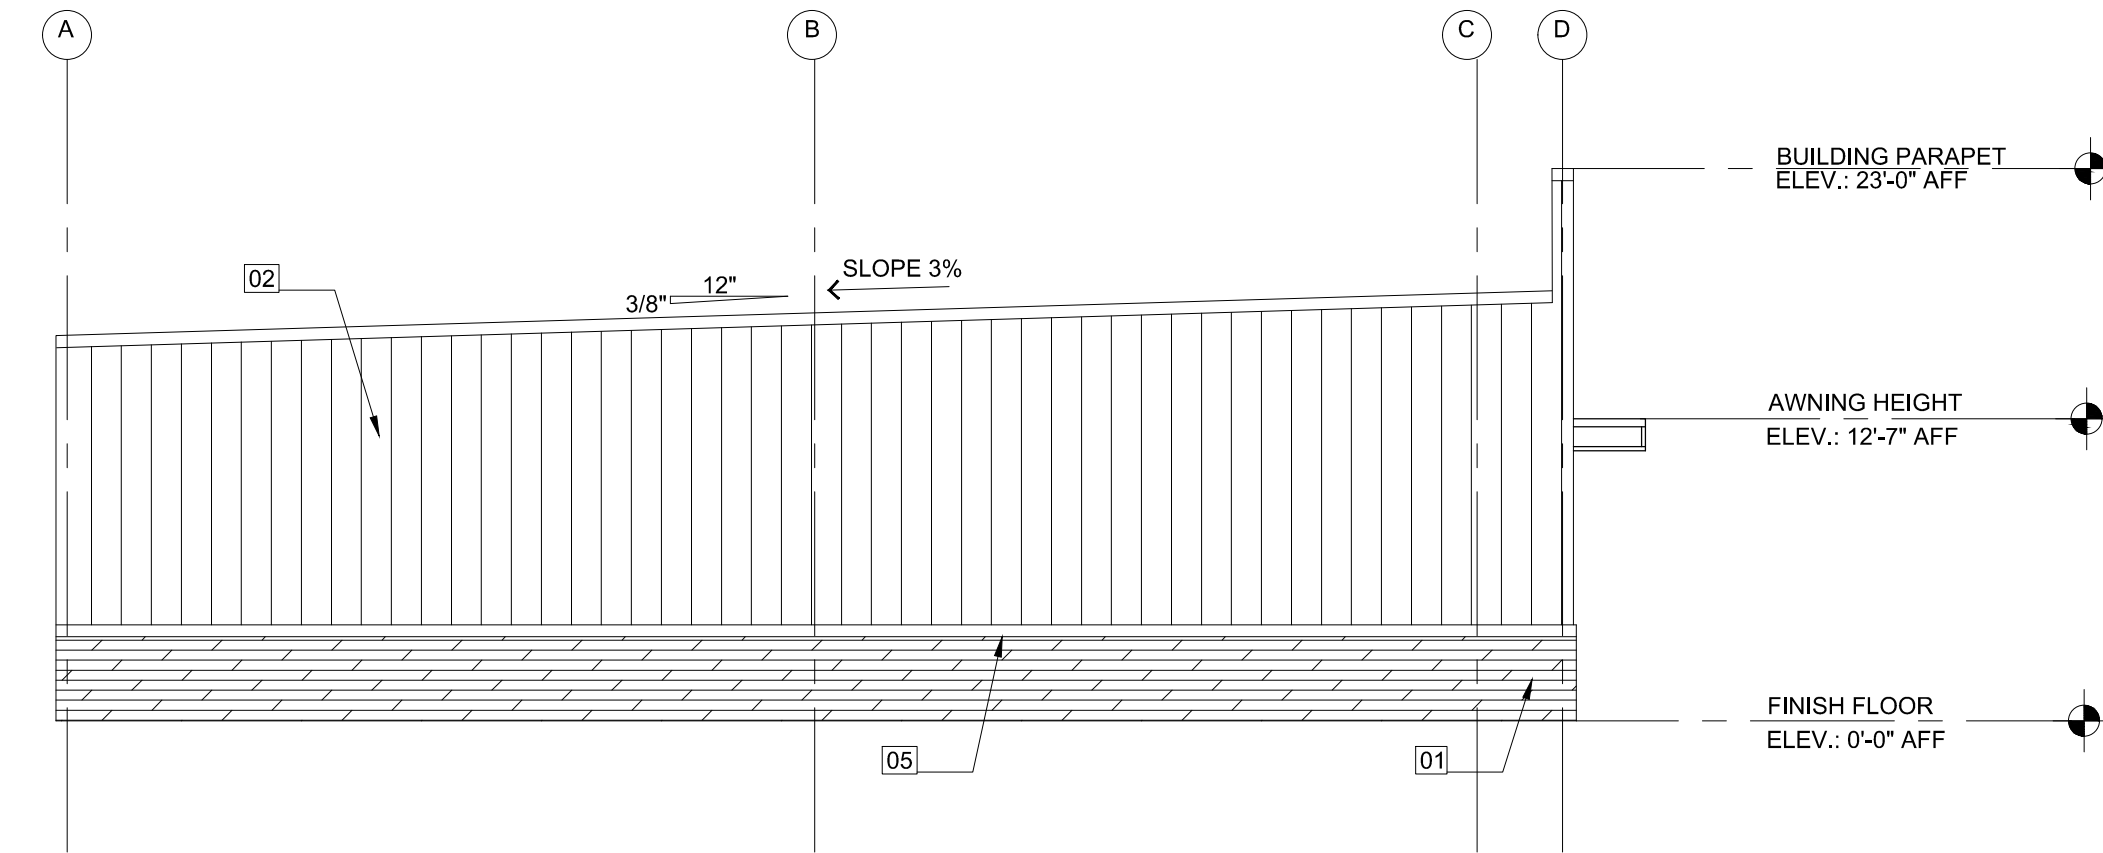 A
B
C
D
BUILDING PARAPET
ELEV.: 23'-0" AFF
02
3/8"
12"
SLOPE 3%
AWNING HEIGHT
ELEV.: 12'-7" AFF
05
01
FINISH FLOOR
ELEV.: 0'-0" AFF